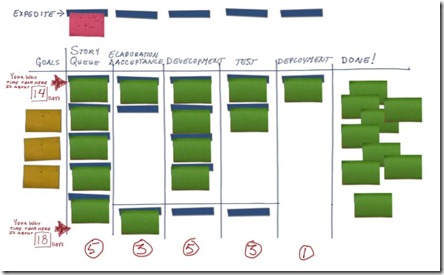 EXPEDITE→
GOALS
STORY
QUEUE
ELABORATION
& ACCEPTANCE
DEVELOPMENT
TEST
DEPLOYMENT
DONE!
YOUR WAIT
TIME FROM HERE
IS ABOUT
14 DAYS
YOUR WAIT
TIME FROM HERE
IS ABOUT
18 DAYS
5
3
5
3
1